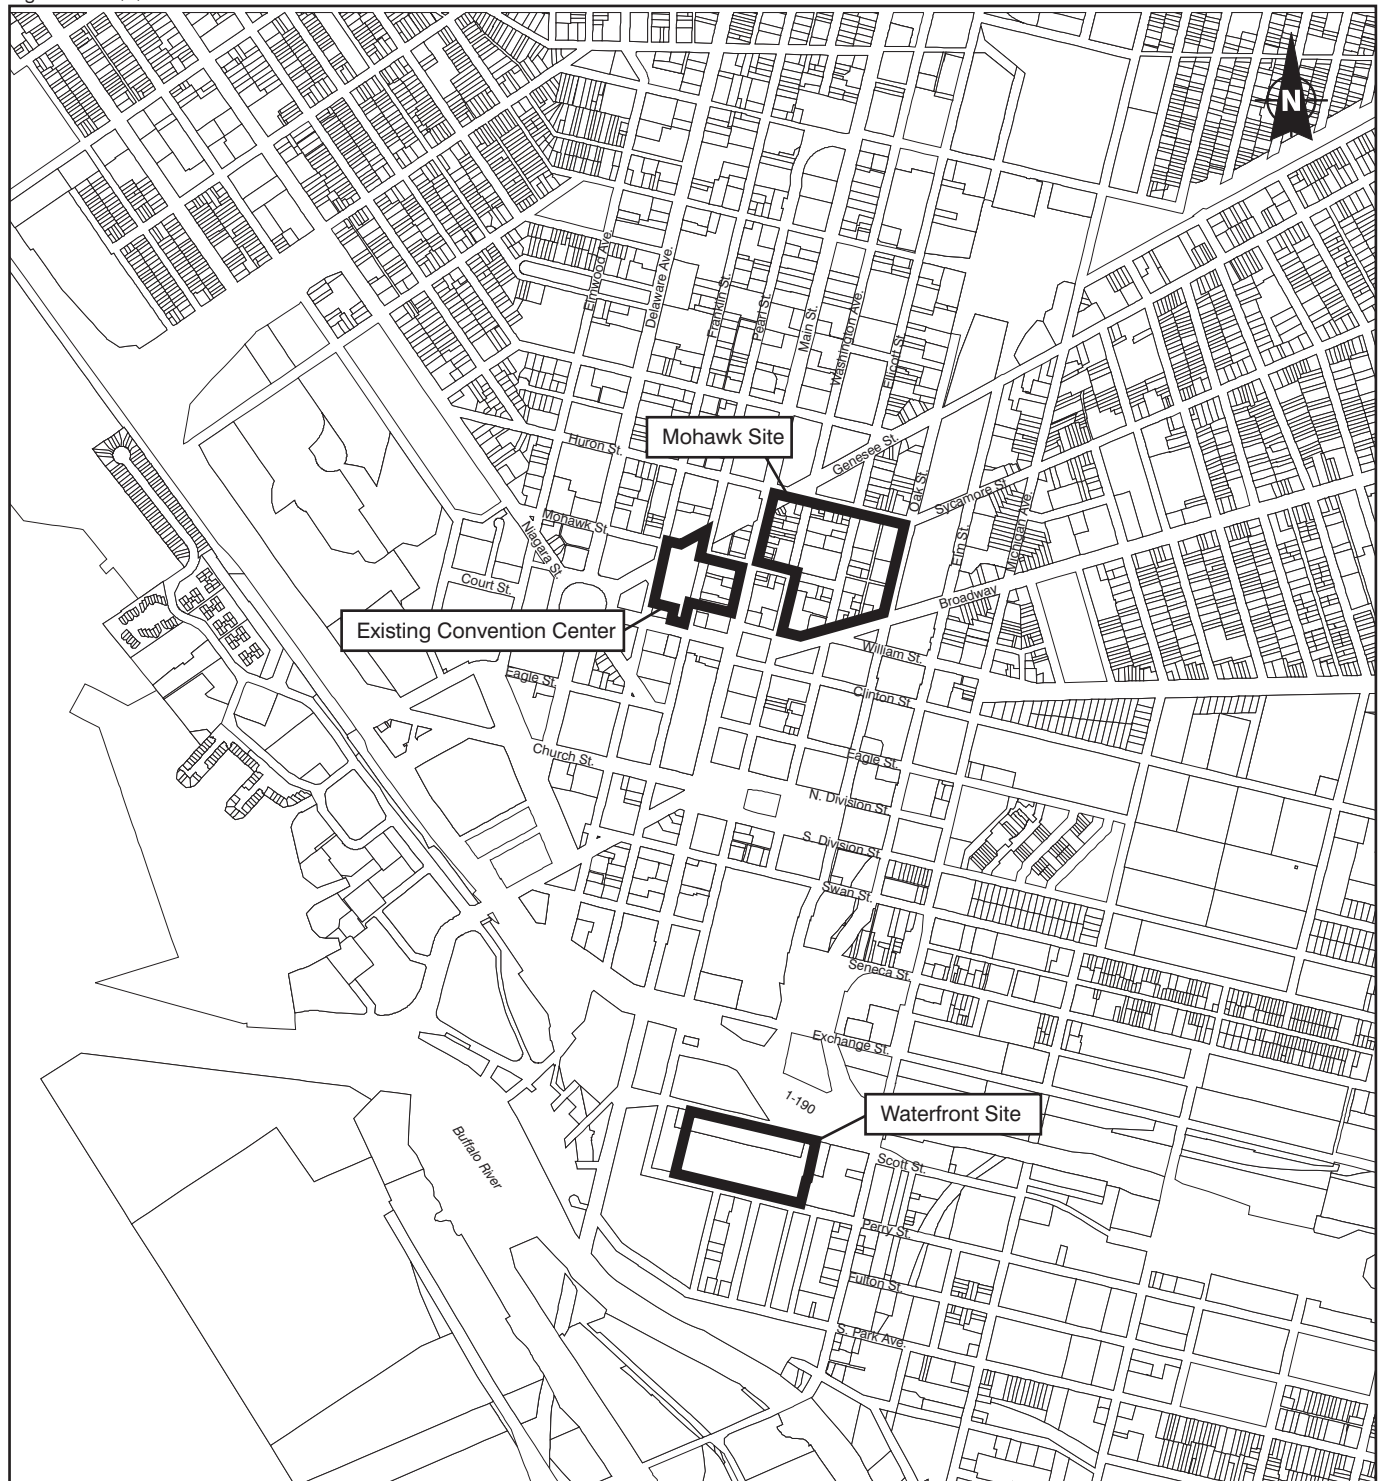 N
Elmwood Ave.
Delaware Ave.
Franklin St.
Pearl St.
Main St.
Washington Ave.
Ellicott St.
Mohawk Site
Huron St.
Genesee St.
Oak St.
Sycamore St.
Mohawk St.
Niagara St.
Elm St.
Michigan Ave.
Court St.
Broadway
Existing Convention Center
William St.
Eagle St.
Clinton St.
Church St.
Eagle St.
N. Division St.
S. Division St.
Swan St.
Seneca St.
Exchange St.
1-190
Waterfront Site
Buffalo River
Scott St.
Perry St.
Fulton St.
S. Park Ave.